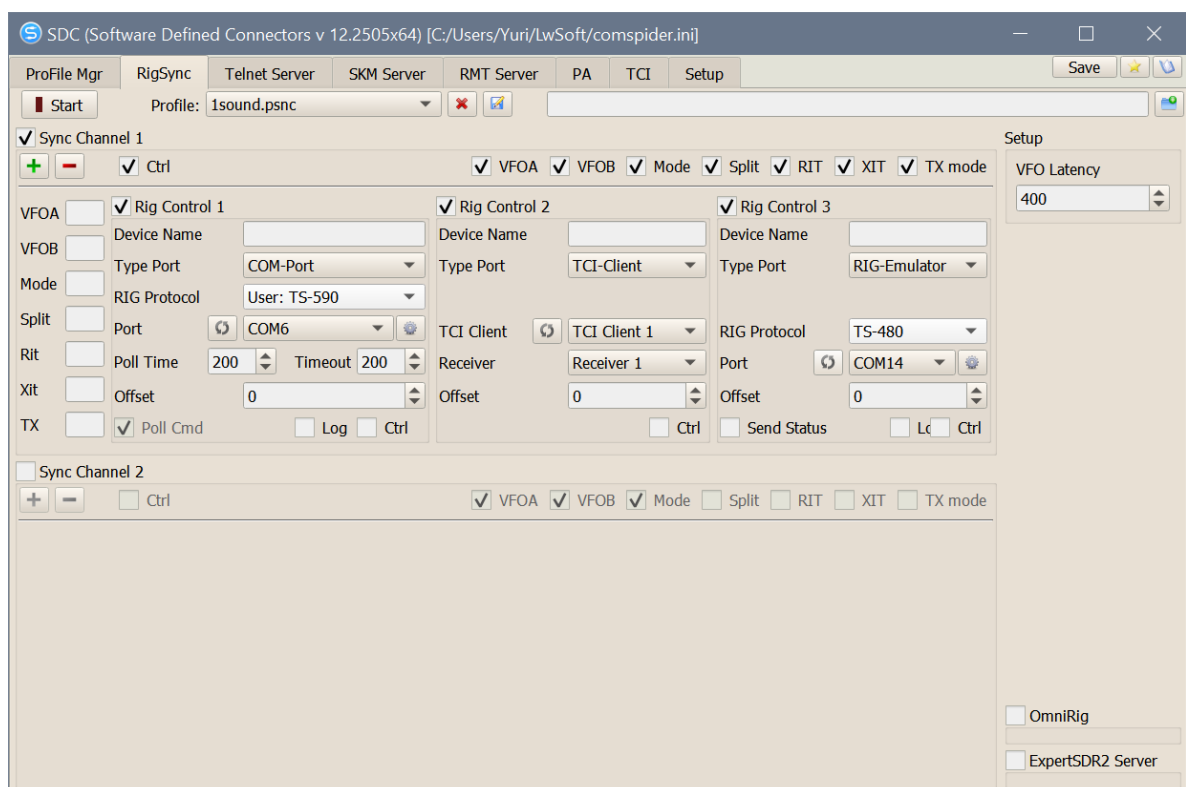 SDC (Software Defined Connectors v 12.2505x64) [C:/Users/Yuri/LwSoft/comspider.ini]
ProFile Mgr RigSync Telnet Server SKM Server RMT Server PA TCI Setup Save
Start Profile: 1sound.psnc
Sync Channel 1 Setup
Ctrl VFOA VFOB Mode Split RIT XIT TX mode VFO Latency
400
VFOA Rig Control 1 Rig Control 2 Rig Control 3
Device Name Device Name Device Name
VFOB
Type Port COM-Port Type Port TCI-Client Type Port RIG-Emulator
Mode
RIG Protocol User: TS-590
Split Port COM6 TCI Client TCI Client 1 RIG Protocol TS-480
Rit Poll Time 200 Timeout 200 Receiver Receiver 1 Port COM14
Xit Offset 0 Offset 0 Offset 0
TX Poll Cmd Log Ctrl Ctrl Send Status Ctrl
Sync Channel 2
Ctrl VFOA VFOB Mode Split RIT XIT TX mode
OmniRig
ExpertSDR2 Server